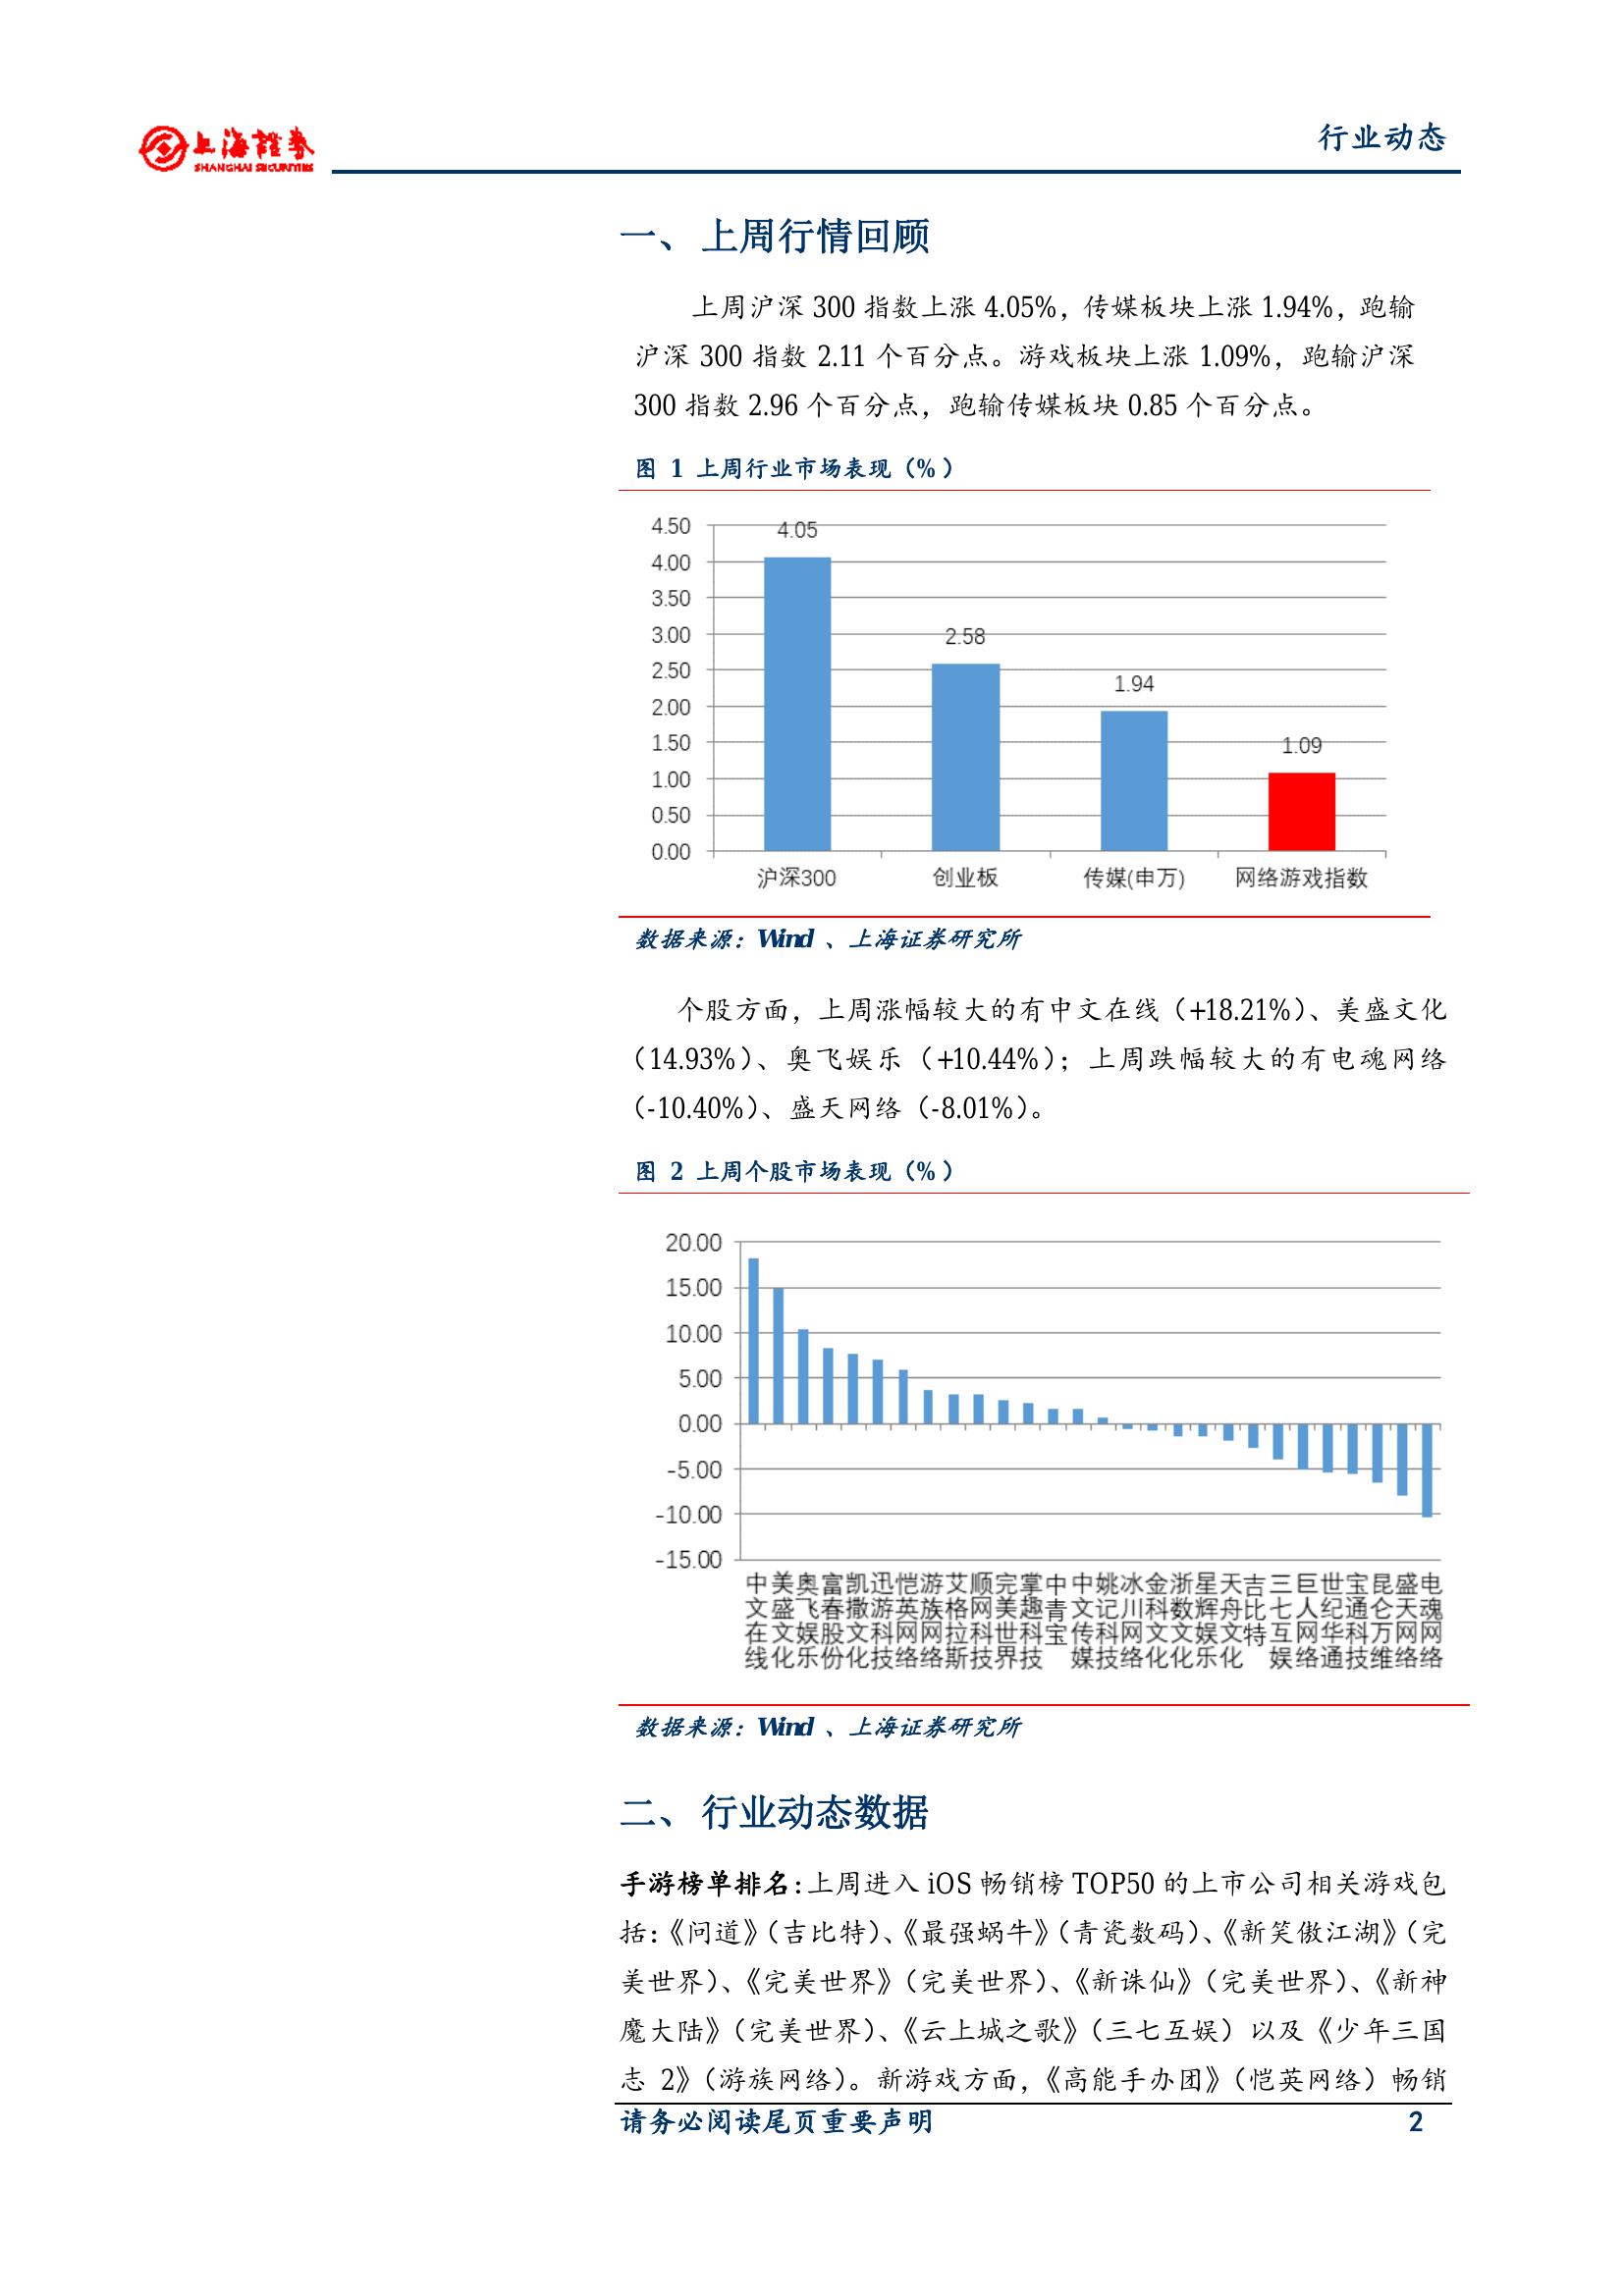 上海證券
SHANGHAI SECURITIES
行业动态
一、 上周行情回顾
上周沪深 300 指数上涨 4.05%，传媒板块上涨 1.94%，跑输
沪深 300 指数 2.11 个百分点。游戏板块上涨 1.09%，跑输沪深
300 指数 2.96 个百分点，跑输传媒板块 0.85 个百分点。
图 1 上周行业市场表现（%）
4.50
4.00
3.50
3.00
2.50
2.00
1.50
1.00
0.50
0.00
4.05
2.58
1.94
1.09
沪深300 创业板 传媒(申万) 网络游戏指数
数据来源：Wind 、上海证券研究所
个股方面，上周涨幅较大的有中文在线（+18.21%）、美盛文化
（14.93%）、奥飞娱乐（+10.44%）；上周跌幅较大的有电魂网络
（-10.40%）、盛天网络（-8.01%）。
图 2 上周个股市场表现（%）
20.00
15.00
10.00
5.00
0.00
-5.00
-10.00
-15.00
中文在线
美盛文化
奥飞娱乐
富春股份
凯撒文化
迅游科技
恺英网络
游族网络
艾格拉斯
顺网科技
完美世界
掌趣科技
中青宝
中文传媒
姚记科技
冰川网络
金科文化
浙数文化
星辉娱乐
天舟文化
吉比特
三七互娱
巨人网络
世纪华通
宝通科技
昆仑万维
盛天网络
电魂网络
数据来源：Wind 、上海证券研究所
二、 行业动态数据
手游榜单排名：上周进入 iOS 畅销榜 TOP50 的上市公司相关游戏包
括：《问道》（吉比特）、《最强蜗牛》（青瓷数码）、《新笑傲江湖》（完
美世界）、《完美世界》（完美世界）、《新诛仙》（完美世界）、《新神
魔大陆》（完美世界）、《云上城之歌》（三七互娱）以及《少年三国
志 2》（游族网络）。新游戏方面，《高能手办团》（恺英网络）畅销
请务必阅读尾页重要声明 2